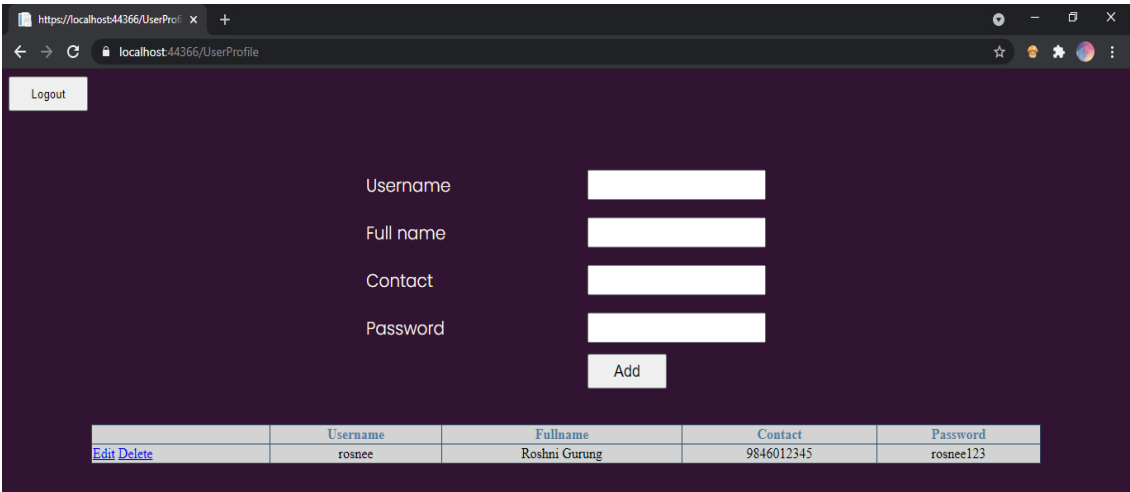 https://localhost:44366/UserProfi
localhost:44366/UserProfile
Logout
Username
Full name
Contact
Password
Add
Username Fullname Contact Password
Edit Delete rosnee Roshni Gurung 9846012345 rosnee123